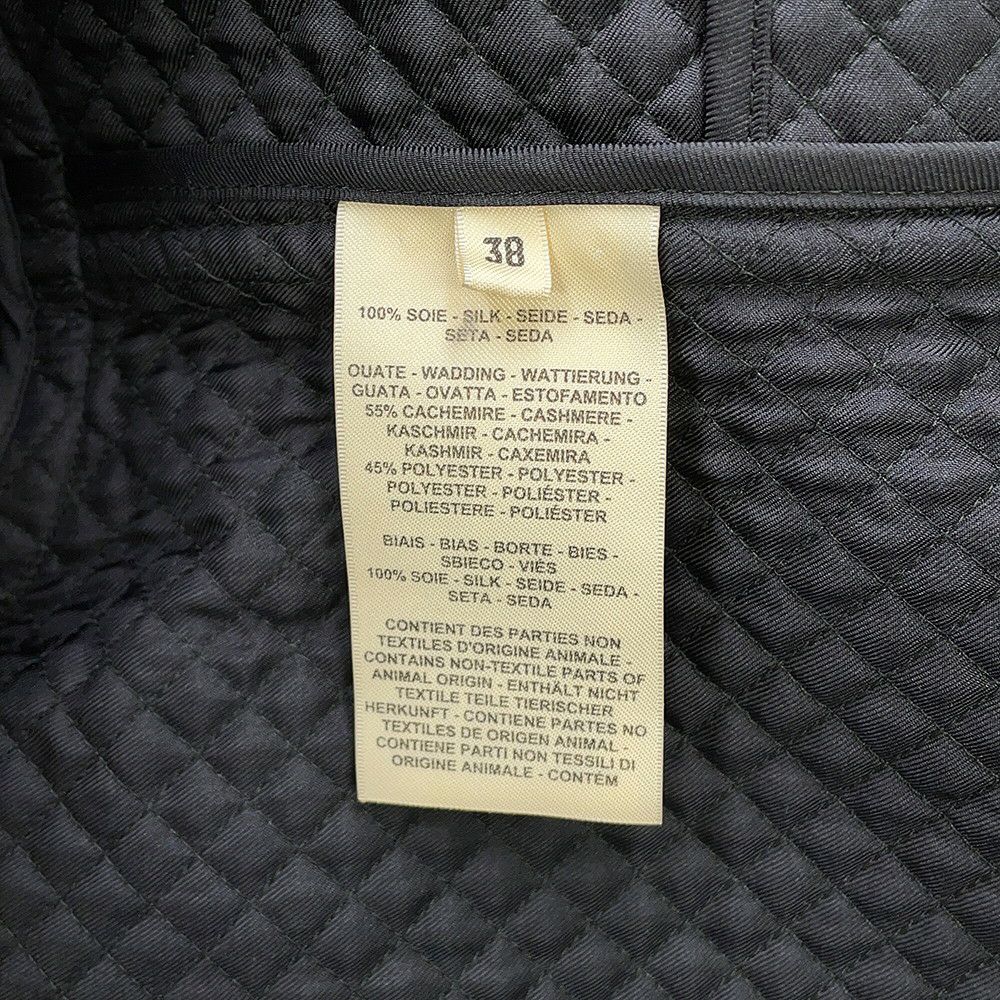 38
100% SOIE - SILK - SEIDE - SEDA -
SETA - SEDA
OUATE - WADDING - WATTIERUNG -
GUATA - OVATTA - ESTOFAMENTO
55% CACHEMIRE - CASHMERE -
KASCHMIR - CACHEMIRA -
KASHMIR - CAXEMIRA
45% POLYESTER - POLYESTER -
POLYESTER - POLIÉSTER -
POLIESTERE - POLIÉSTER
BIAIS - BIAS - BORTE - BIES -
SBIECO - VIÉS
100% SOIE - SILK - SEIDE - SEDA -
SETA - SEDA
CONTIENT DES PARTIES NON
TEXTILES D'ORIGINE ANIMALE -
CONTAINS NON-TEXTILE PARTS OF
ANIMAL ORIGIN - ENTHÄLT NICHT
TEXTILE TEILE TIERISCHER
HERKUNFT - CONTIENE PARTES NO
TEXTILES DE ORIGEN ANIMAL -
CONTIENE PARTI NON TESSILI DI
ORIGINE ANIMALE - CONTÉM